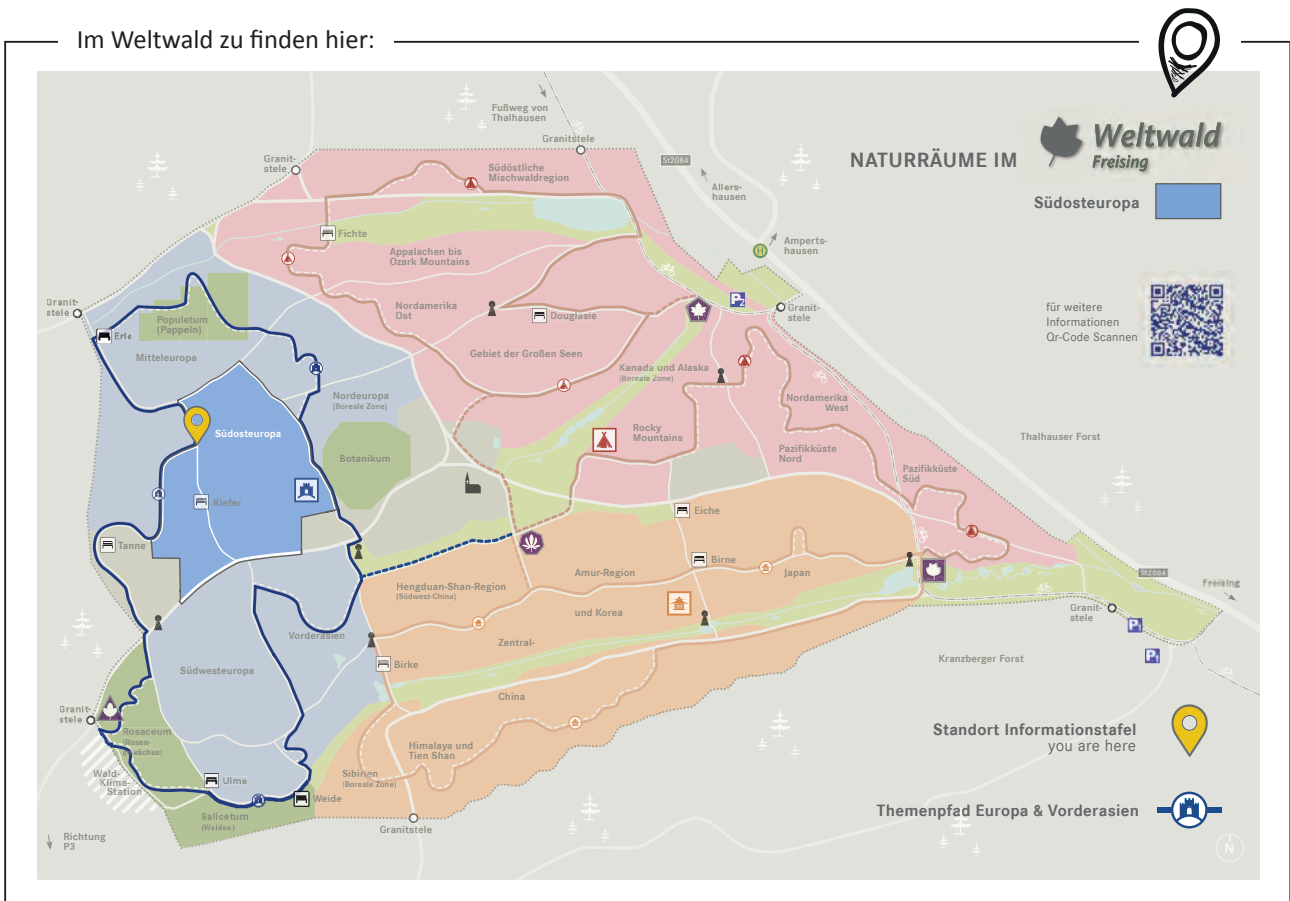 Im Weltwald zu finden hier:
Fußweg von
Thalhausen
Granitstele
Granit-
stele
Südöstliche
Mischwaldregion
St2084
Allers-
hausen
NATURRÄUME IM
Weltwald
Freising
Südosteuropa
Fichte
Appalachen bis
Ozark Mountains
H
Amperts-
hausen
Granit-
stele
Populetum
(Pappeln)
Erle
Mitteleuropa
Nordamerika
Ost
Douglasie
P2
Granit-
stele
für weitere
Informationen
Qr-Code Scannen
Gebiet der Großen Seen
Kanada und Alaska
(Boreale Zone)
Nordeuropa
(Boreale Zone)
Nordamerika
West
Südosteuropa
Rocky
Mountains
Thalhauser Forst
Botanikum
Pazifikküste
Nord
Pazifikküste
Süd
Kiefer
Eiche
Tanne
Birne
Hengduan-Shan-Region
(Südwest-China)
Amur-Region
Japan
und Korea
Freising
Granit-
stele
P1
P1
Vorderasien
Zentral-
Birke
Kranzberger Forst
Südwesteuropa
China
Granit-
stele
Rosaceum
(Rosen-
gewächse)
Himalaya und
Tien Shan
Standort Informationstafel
you are here
Wald-
Klima-
Station
Ulme
Sibirien
(Boreale Zone)
Weide
Salicetum
(Weiden)
Granitstele
Themenpfad Europa & Vorderasien
Richtung
P3
N